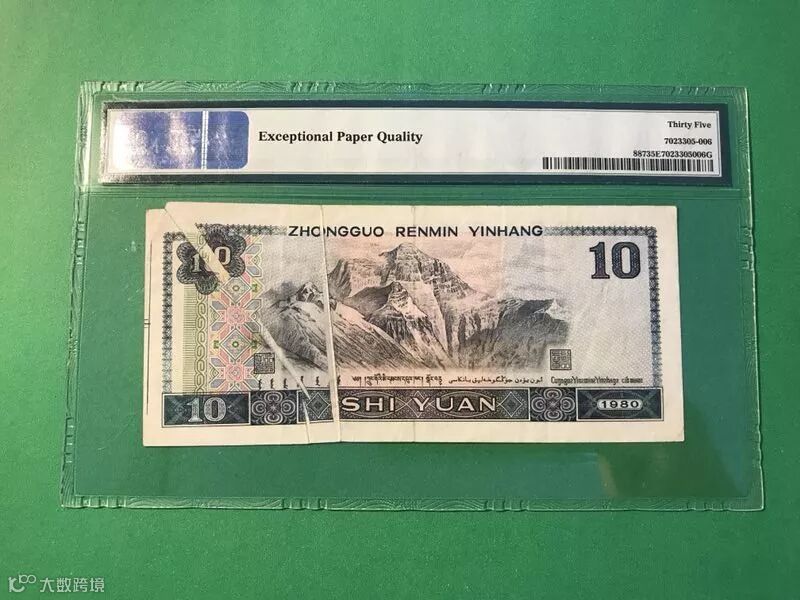 Exceptional Paper Quality
Thirty Five
7023305-006
88735E7023305006G
ZHONGGUO RENMIN YINHANG
10
10
10
SHI YUAN
1980
大数跨境